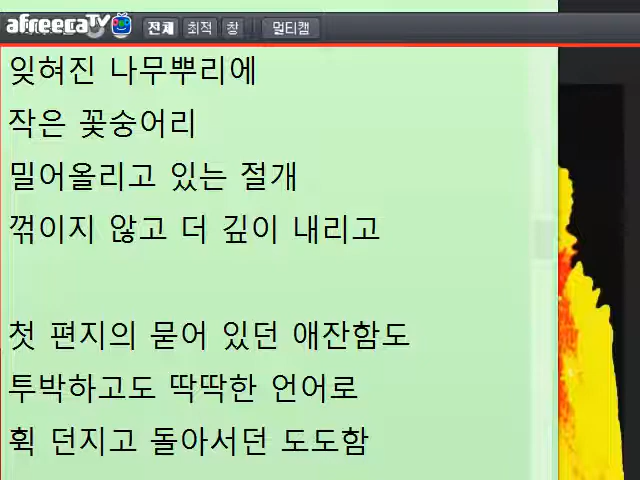 afreecaTV 전체 최적 창 멀티캠
잊혀진 나무뿌리에
작은 꽃숭어리
밀어올리고 있는 절개
꺾이지 않고 더 깊이 내리고
첫 편지의 묻어 있던 애잔함도
투박하고도 딱딱한 언어로
휙 던지고 돌아서던 도도함